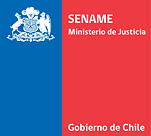 SENAME
Ministerio de Justicia
Gobierno de Chile